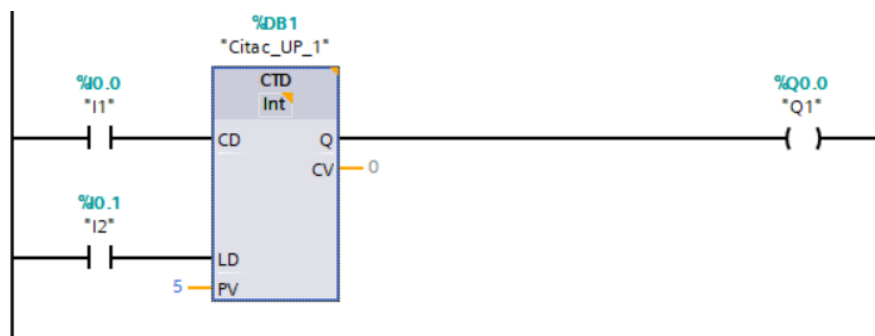 %DB1
"Citac_UP_1"
%I0.0
"I1"
CTD
Int
%Q0.0
"Q1"
CD
Q
CV
0
%I0.1
"I2"
LD
5
PV